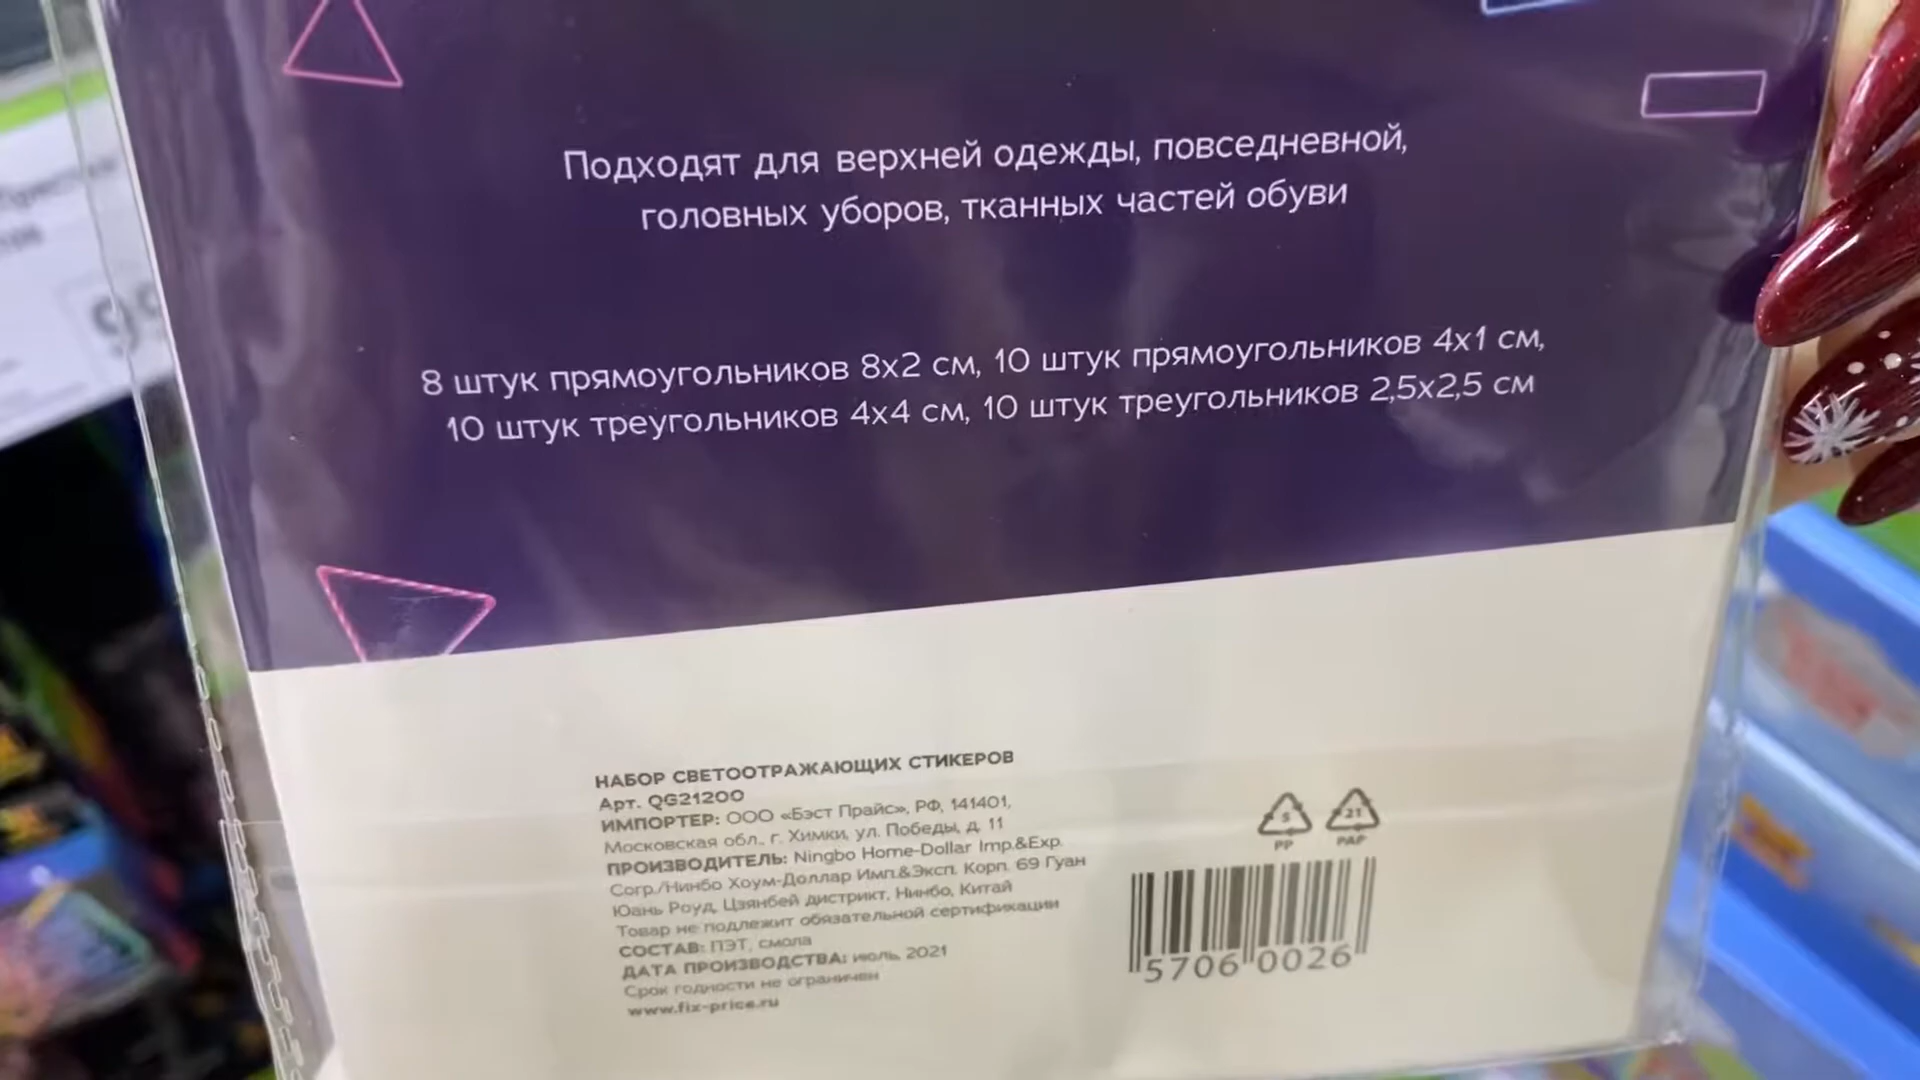 Подходят для верхней одежды, повседневной,
головных уборов, тканных частей обуви
8 штук прямоугольников 8х2 см, 10 штук прямоугольников 4х1 см,
10 штук треугольников 4х4 см, 10 штук треугольников 2,5х2,5 см
НАБОР СВЕТООТРАЖАЮЩИХ СТИКЕРОВ
Арт. QG21200
ИМПОРТЕР: ООО «Бэст Прайс», РФ, 141401,
Московская обл., г. Химки, ул. Победы, д. 11
ПРОИЗВОДИТЕЛЬ: Ningbo Home-Dollar Imp.&Exp.
Corp./Нинбо Хоум-Доллар Имп.&Эксп. Корп. 69 Гуан
Юань Роуд, Цзянбей дистрикт, Нинбо, Китай
Товар не подлежит обязательной сертификации
СОСТАВ: ПЭТ, смола
ДАТА ПРОИЗВОДСТВА: июль, 2021
Срок годности не ограничен
www.fix-price.ru
5 21
PP PAP
5706 0026